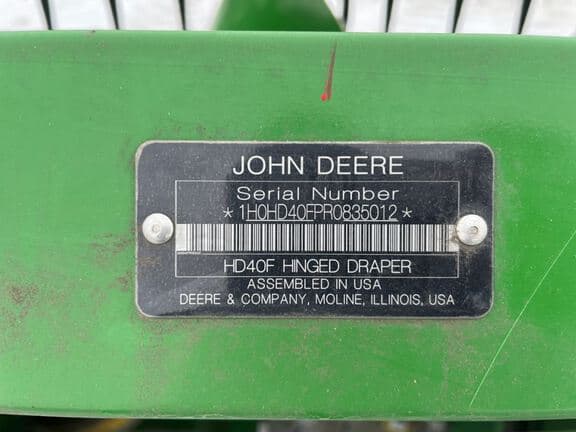 JOHN DEERE
Serial Number
*1H0HD40FPR0835012*
HD40F HINGED DRAPER
ASSEMBLED IN USA
DEERE & COMPANY, MOLINE, ILLINOIS, USA